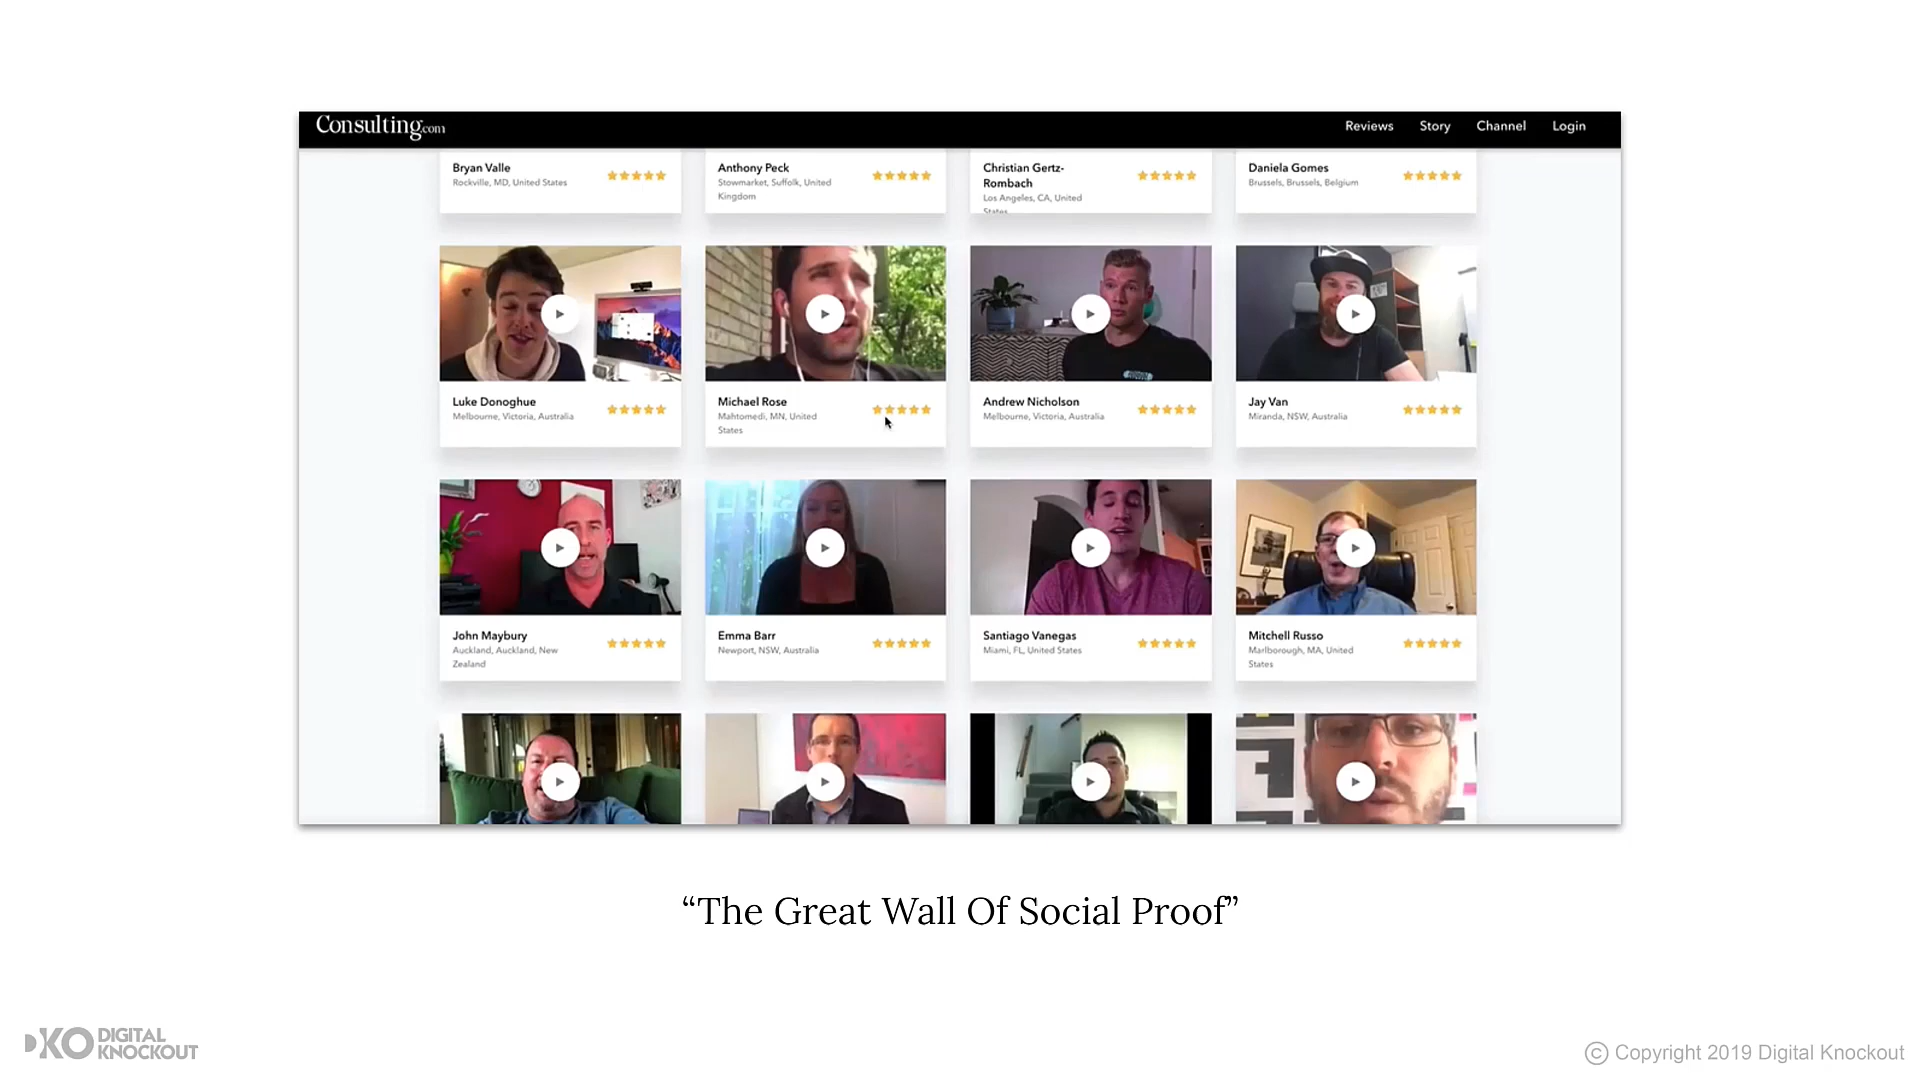 Consulting.com
Reviews Story Channel Login
Bryan Valle
Rockville, MD, United States
Anthony Peck
Stowmarket, Suffolk, United
Kingdom
Christian Gertz-
Rombach
Los Angeles, CA, United
States
Daniela Gomes
Brussels, Brussels, Belgium
Luke Donoghue
Melbourne, Victoria, Australia
Michael Rose
Mahtomedi, MN, United
States
Andrew Nicholson
Melbourne, Victoria, Australia
Jay Van
Miranda, NSW, Australia
John Maybury
Auckland, Auckland, New
Zealand
Emma Barr
Newport, NSW, Australia
Santiago Vanegas
Miami, FL, United States
Mitchell Russo
Marlborough, MA, United
States
“The Great Wall Of Social Proof”
KO DIGITAL
KNOCKOUT
© Copyright 2019 Digital Knockout